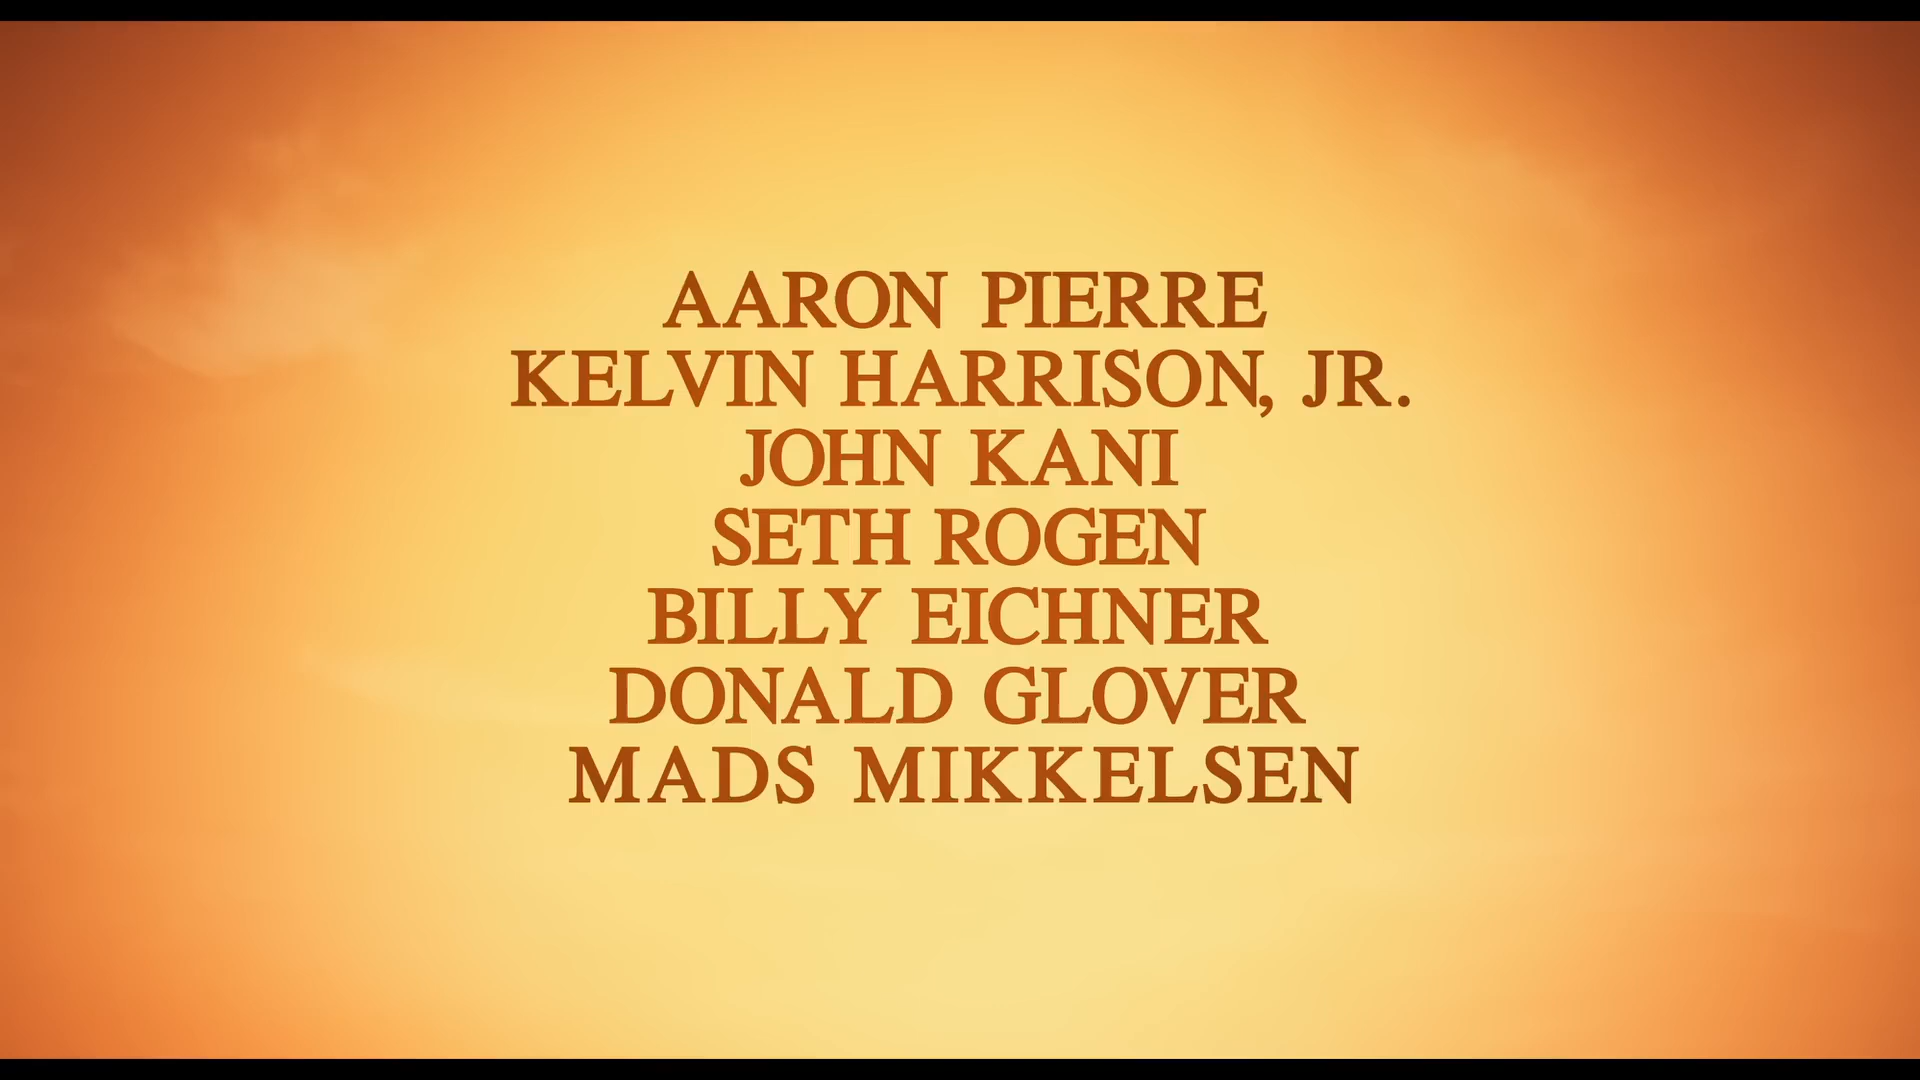 AARON PIERRE
KELVIN HARRISON, JR.
JOHN KANI
SETH ROGEN
BILLY EICHNER
DONALD GLOVER
MADS MIKKELSEN